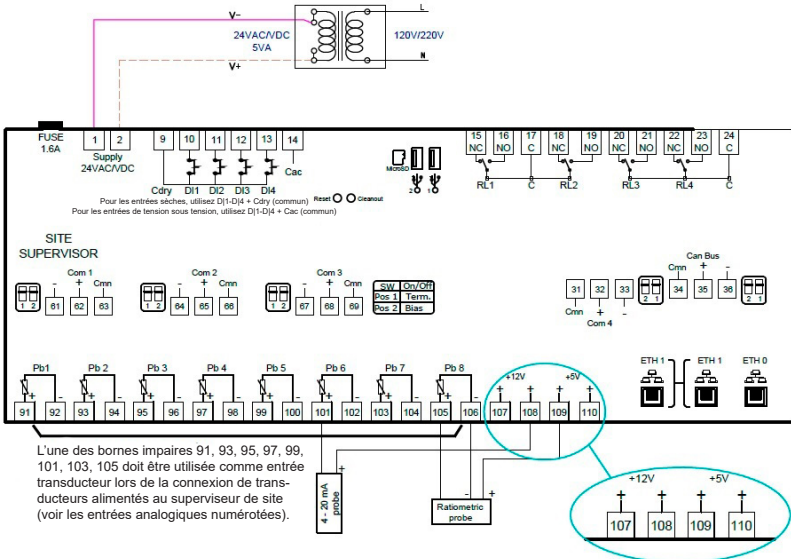 V-
L
24VAC/VDC
5VA
120V/220V
V+
N
FUSE
1.6A
1 2
Supply
24VAC/VDC
9 10 11 12 13 14
Cdry DI1 DI2 DI3 DI4
Cac
MicroSD
2 1
15 16 17 18 19 20 21 22 23 24
NC NO C NC NO NC NO NC NO C
RL1 C RL2 RL3 RL4 C
Pour les entrées sèches, utilisez D|1-D|4 + Cdry (commun)
Reset Cleanout
Pour les entrées de tension sous tension, utilisez D|1-D|4 + Cac (commun)
SITE
SUPERVISOR
Com 1
- + Cmn
1 2
61 62 63
Com 2
- + Cmn
1 2
64 65 66
Com 3
- + Cmn
1 2
67 68 69
SW On/Off
Pos 1 Term.
Pos 2 Bias
31 32 33
Cmn + -
Com 4
2 1
Can Bus
Cmn + -
34 35 36
2 1
Pb1 Pb 2 Pb 3 Pb 4 Pb 5 Pb 6 Pb 7 Pb 8
+ - + - + - + - + - + - + - + -
91 92 93 94 95 96 97 98 99 100 101 102 103 104 105 106
+12V +5V
+ + + +
107 108 109 110
ETH 1 ETH 1 ETH 0
L'une des bornes impaires 91, 93, 95, 97, 99,
101, 103, 105 doit être utilisée comme entrée
transducteur lors de la connexion de trans-
ducteurs alimentés au superviseur de site
(voir les entrées analogiques numérotées).
+
4 - 20 mA
probe
- +
Ratiometric
probe
+12V +5V
+ + + +
107 108 109 110